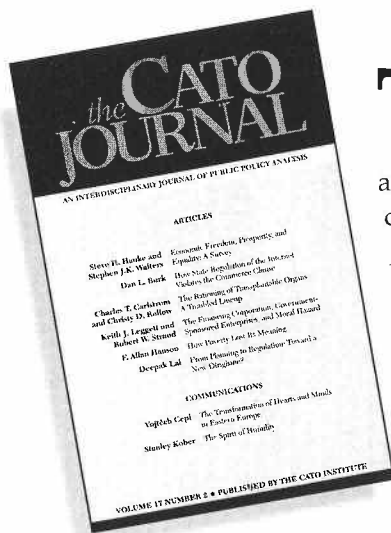 the CATO
JOURNAL
AN INTERDISCIPLINARY JOURNAL OF PUBLIC POLICY ANALYSIS
ARTICLES
Steve H. Hanke and Economic Freedom, Prosperity, and
Stephen J.K. Walters Equality: A Survey
Dan L. Burk How State Regulation of the Internet
Violates the Commerce Clause
Charles T. Carlstrom The Rationing of Transplantable Organs
and Christy D. Rollow A Troubled Lineup
Keith J. Leggett and The Financing Corporation, Government-
Robert W. Strand Sponsored Enterprises, and Moral Hazard
F. Allan Hanson How Poverty Lost Its Meaning
Deepak Lal From Planning to Regulation: Toward a
New Dirigisme?
COMMUNICATIONS
Vojtěch Cepl The Transformation of Hearts and Minds
in Eastern Europe
Stanley Kober The Spirit of Humility
VOLUME 17 NUMBER 2 • PUBLISHED BY THE CATO INSTITUTE
a